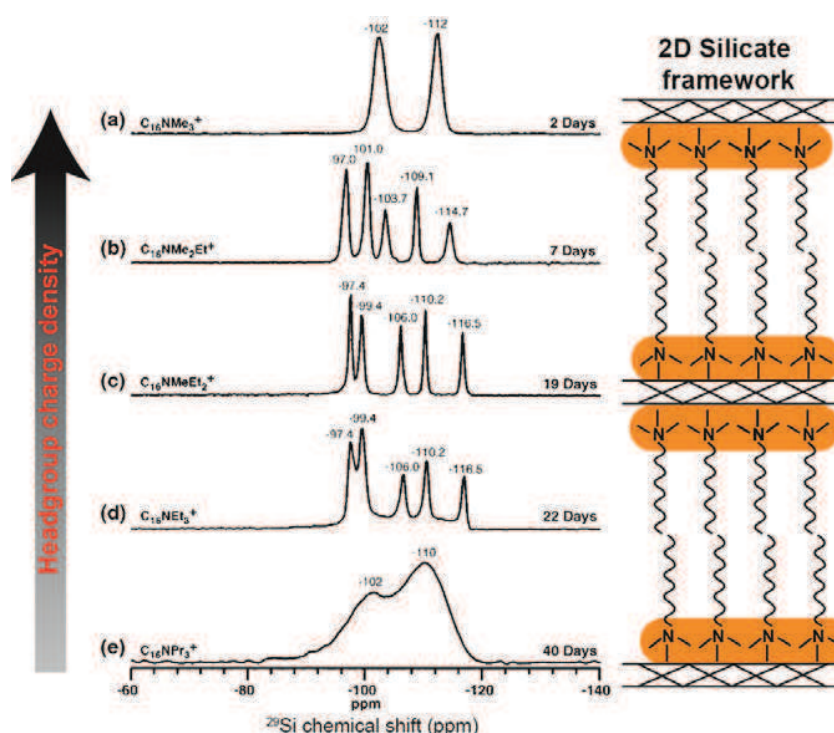 -102
-112
2D Silicate
framework
(a) C16NMe3+
2 Days
97.0
101.0
-103.7
-109.1
-114.7
(b) C16NMe2Et+
7 Days
-97.4
-99.4
106.0
-110.2
-116.5
(c) C16NMeEt2+
19 Days
-97.4
-99.4
-106.0
-110.2
-116.5
(d) C16NEt3+
22 Days
-102
-110
(e) C16NPr3+
40 Days
Headgroup charge density
-60
-80
-100
-120
-140
ppm
29Si chemical shift (ppm)
N N N N
N N N N
N N N N
N N N N